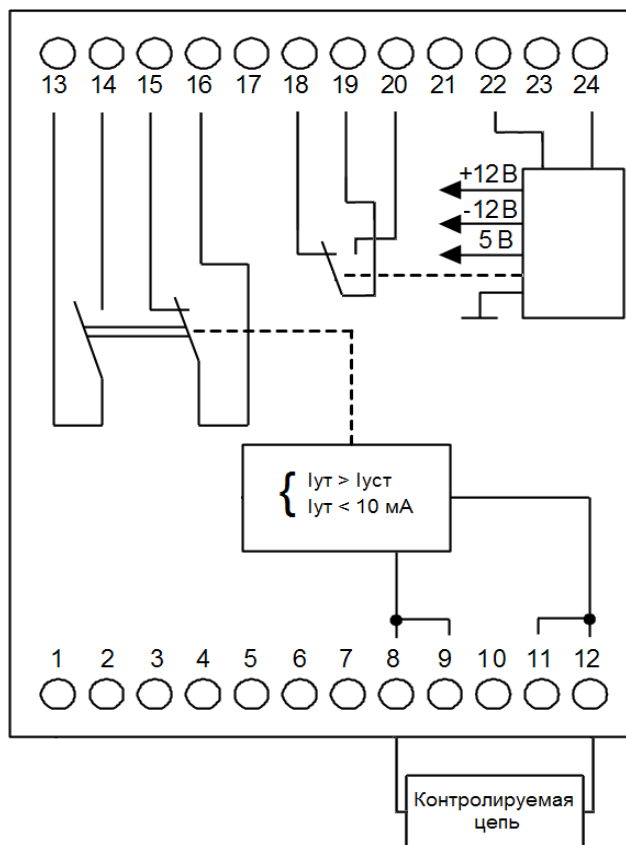 13 14 15 16 17 18 19 20 21 22 23 24
+12 В
-12 В
5 В
{ Iут > Iуст
Iут < 10 мА
1 2 3 4 5 6 7 8 9 10 11 12
Контролируемая
цепь